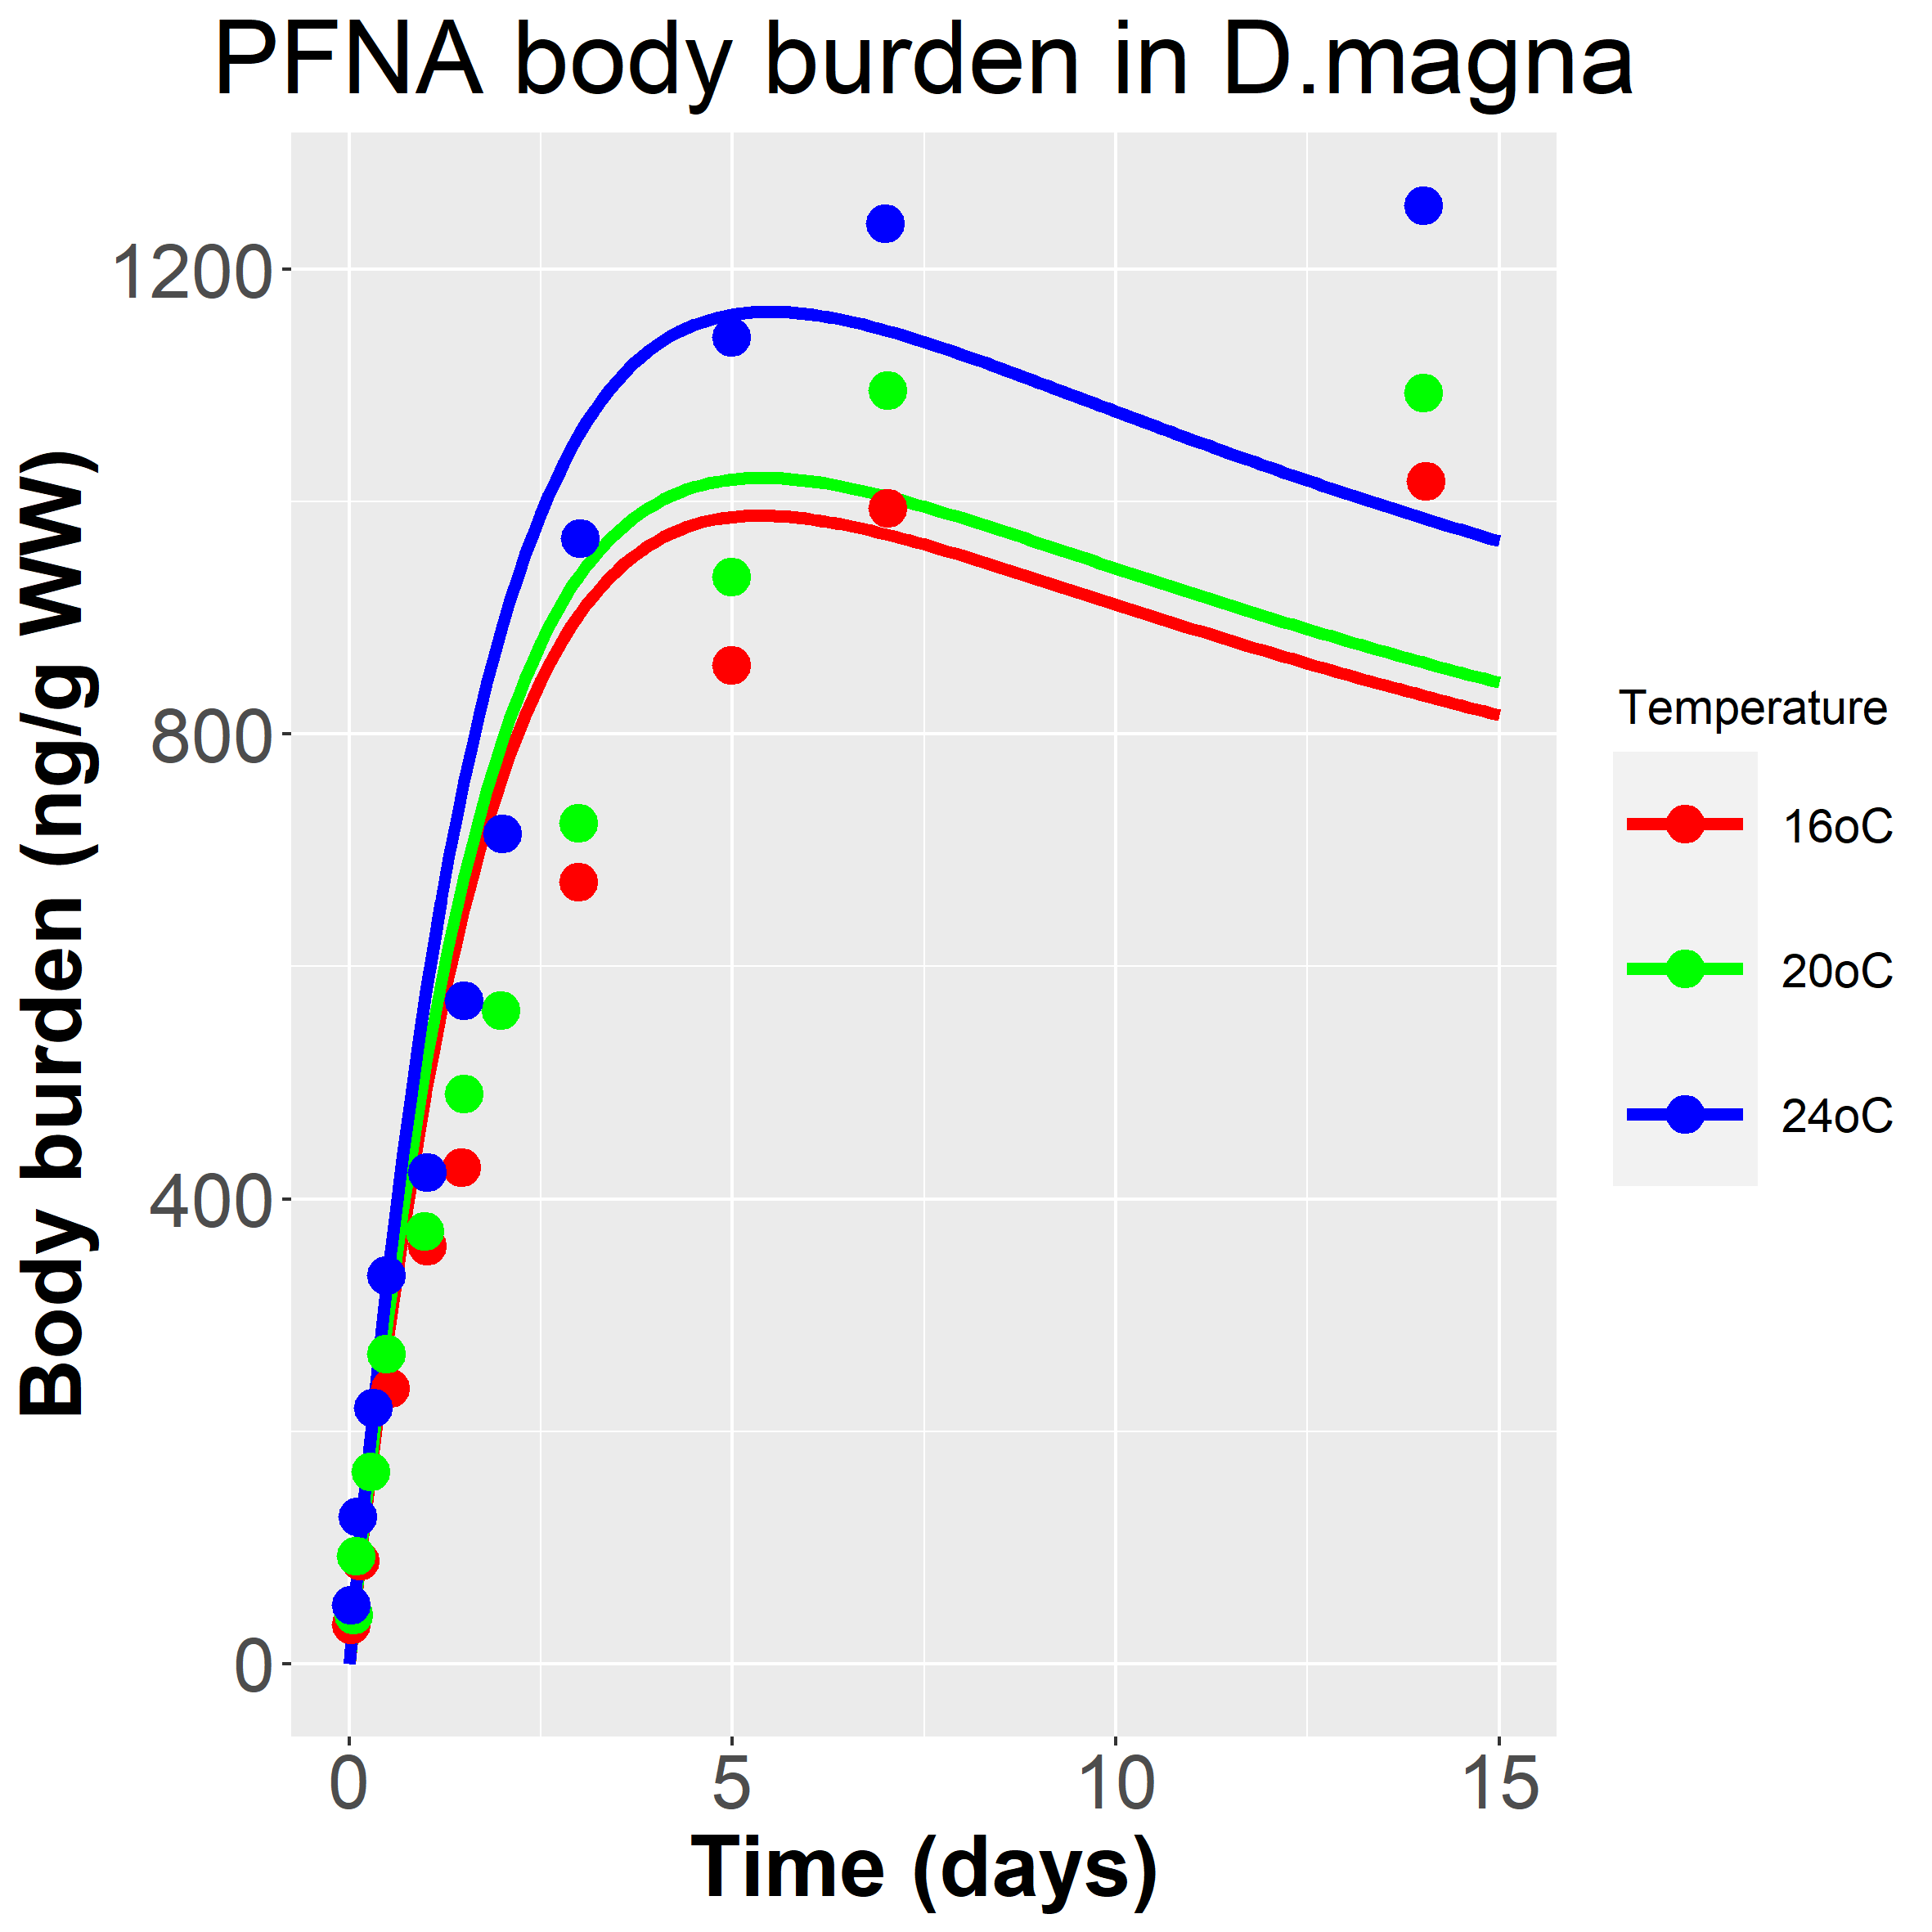 PFNA body burden in D.magna
Body burden (ng/g WW)
1200
800
400
0
0 5 10 15
Time (days)
Temperature
16oC
20oC
24oC